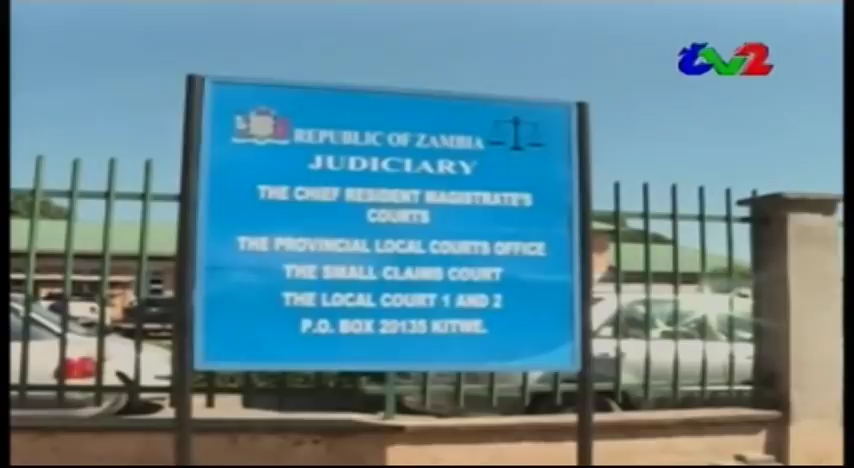 tv2
REPUBLIC OF ZAMBIA
JUDICIARY
THE CHIEF RESIDENT MAGISTRATE'S
COURTS
THE PROVINCIAL LOCAL COURTS OFFICE
THE SMALL CLAIMS COURT
THE LOCAL COURT 1 AND 2
P.O. BOX 20135 KITWE.